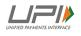 UPI
UNIFIED PAYMENTS INTERFACE